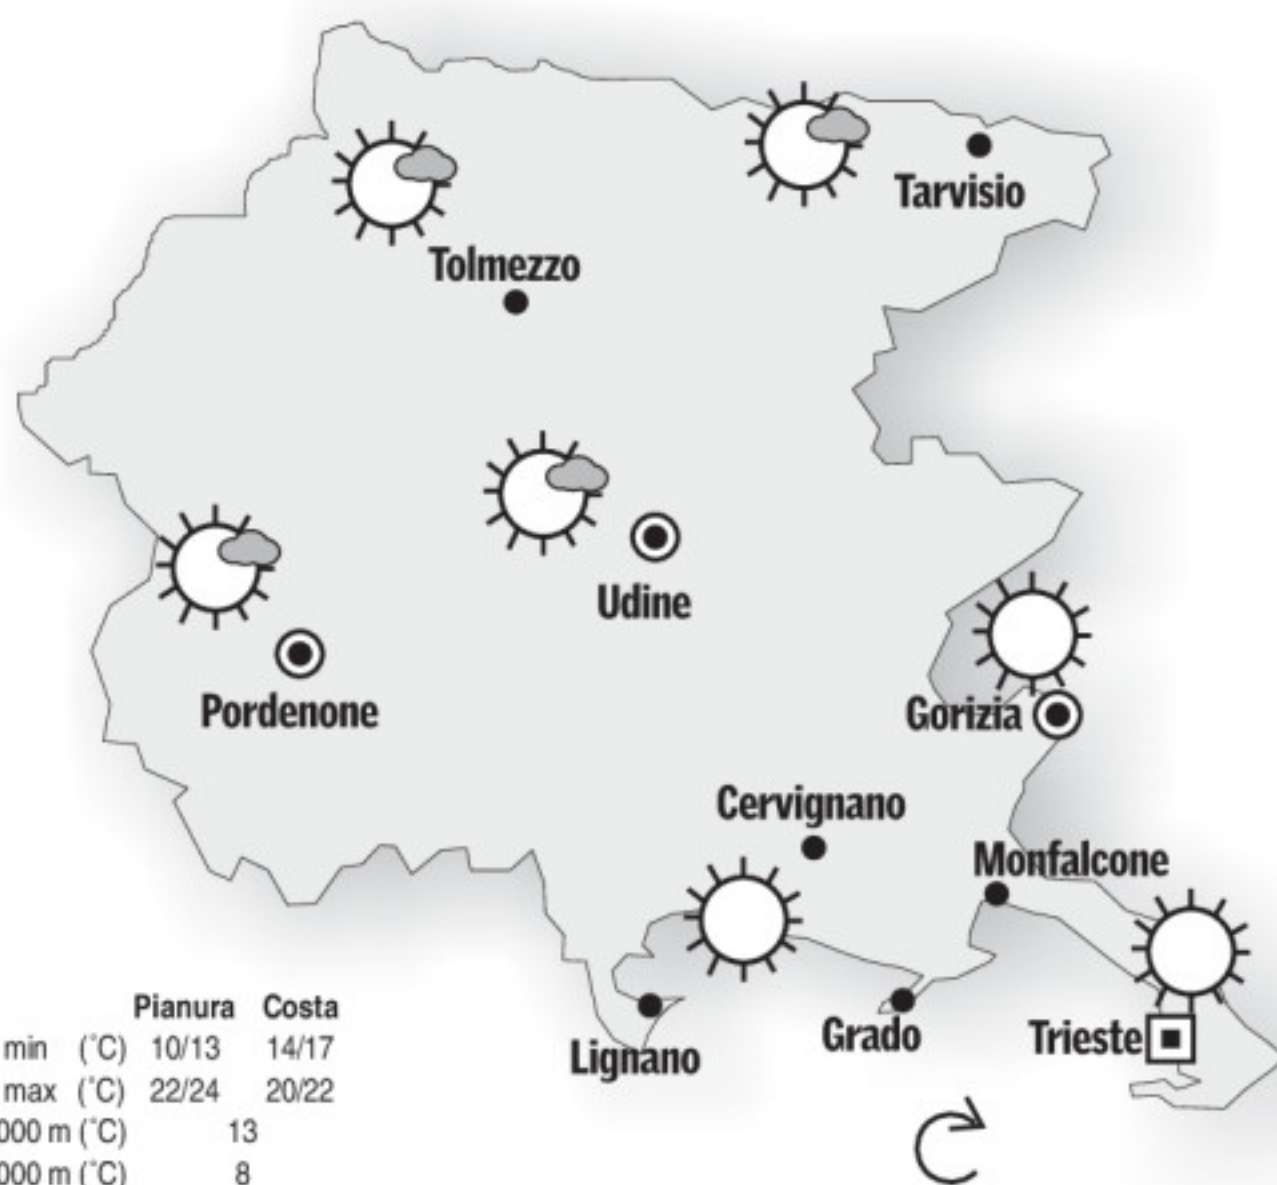 Tarvisio
Tolmezzo
Udine
Pordenone
Gorizia
Cervignano
Monfalcone
Lignano
Grado
Trieste
Pianura Costa
min (°C) 10/13 14/17
max (°C) 22/24 20/22
000 m (°C) 13
000 m (°C) 8